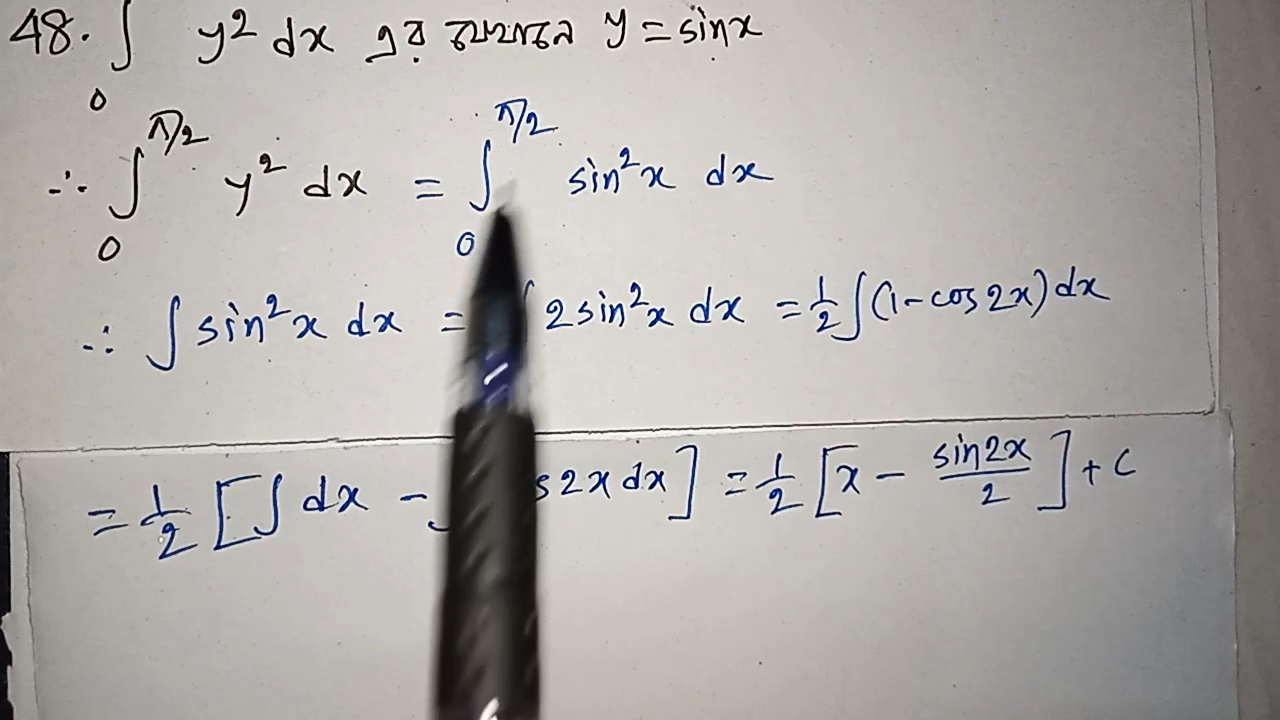 48. ∫₀ y² dx এর যেখানে y = sinx
∴ ∫₀^π/2 y² dx = ∫₀^π/2 sin²x dx
∴ ∫ sin²x dx = ∫ 2sin²x dx = 1/2 ∫(1-cos2x)dx
= 1/2 [∫ dx - ∫ s2x dx] = 1/2 [x - sin2x/2] + c